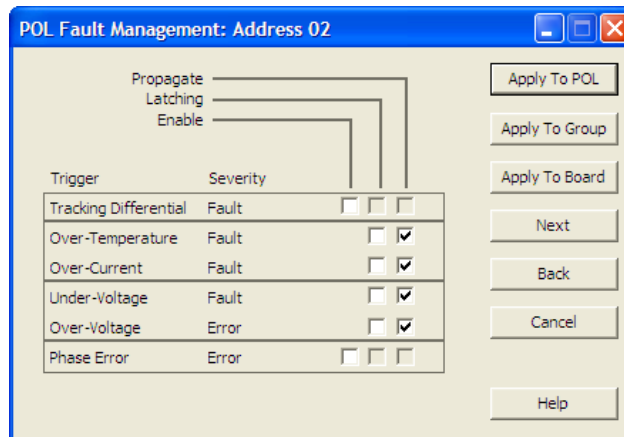 POL Fault Management: Address 02
Propagate
Latching
Enable
Trigger Severity
Tracking Differential Fault
Over-Temperature Fault
Over-Current Fault
Under-Voltage Fault
Over-Voltage Error
Phase Error Error
Apply To POL
Apply To Group
Apply To Board
Next
Back
Cancel
Help